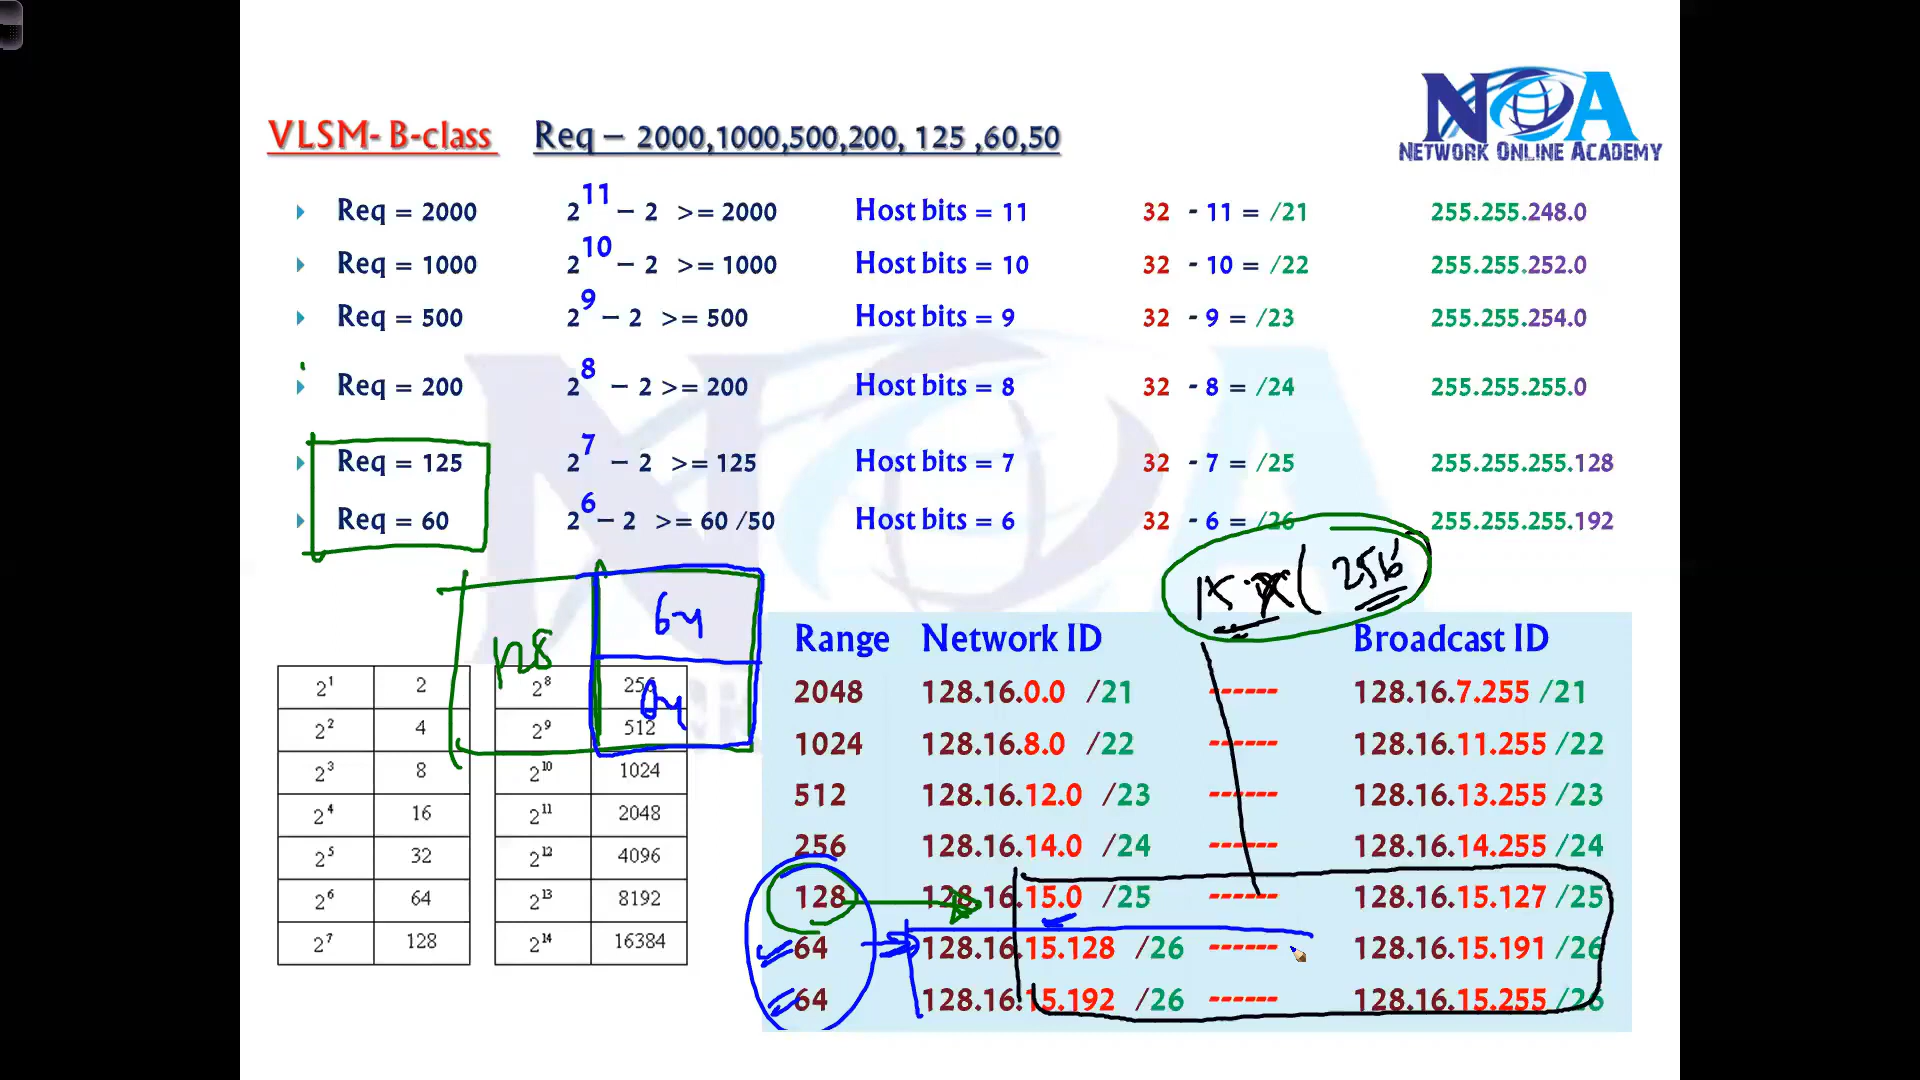 NOA
NETWORK ONLINE ACADEMY
VLSM- B-class Req – 2000,1000,500,200, 125 ,60,50
Req = 2000 2^11 – 2 >= 2000 Host bits = 11 32 - 11 = /21 255.255.248.0
Req = 1000 2^10 – 2 >= 1000 Host bits = 10 32 - 10 = /22 255.255.252.0
Req = 500 2^9 – 2 >= 500 Host bits = 9 32 - 9 = /23 255.255.254.0
Req = 200 2^8 – 2 >= 200 Host bits = 8 32 - 8 = /24 255.255.255.0
Req = 125 2^7 – 2 >= 125 Host bits = 7 32 - 7 = /25 255.255.255.128
Req = 60 2^6 – 2 >= 60 /50 Host bits = 6 32 - 6 = /26 255.255.255.192
128
64
64
15 256
2^1 2 2^8 256
2^2 4 2^9 512
2^3 8 2^10 1024
2^4 16 2^11 2048
2^5 32 2^12 4096
2^6 64 2^13 8192
2^7 128 2^14 16384
Range Network ID Broadcast ID
2048 128.16.0.0 /21 ------ 128.16.7.255 /21
1024 128.16.8.0 /22 ------ 128.16.11.255 /22
512 128.16.12.0 /23 ------ 128.16.13.255 /23
256 128.16.14.0 /24 ------ 128.16.14.255 /24
128 128.16.15.0 /25 ------ 128.16.15.127 /25
64 128.16.15.128 /26 ------ 128.16.15.191 /26
64 128.16.15.192 /26 ------ 128.16.15.255 /26